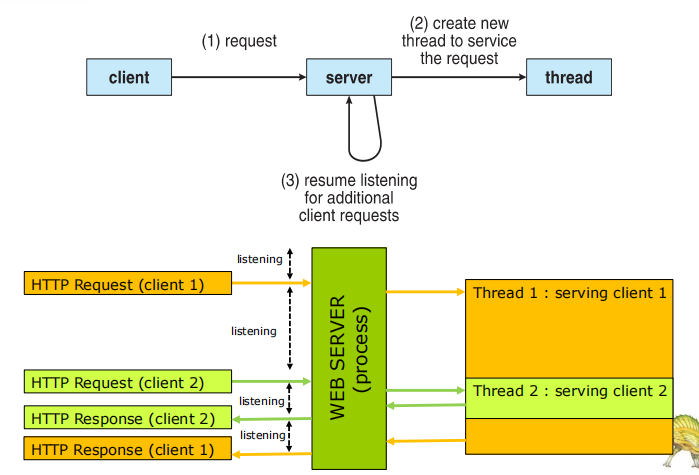 (1) request
(2) create new
thread to service
the request
client
server
thread
(3) resume listening
for additional
client requests
listening
HTTP Request (client 1)
Thread 1 : serving client 1
listening
WEB SERVER
(process)
HTTP Request (client 2)
Thread 2 : serving client 2
listening
HTTP Response (client 2)
listening
HTTP Response (client 1)